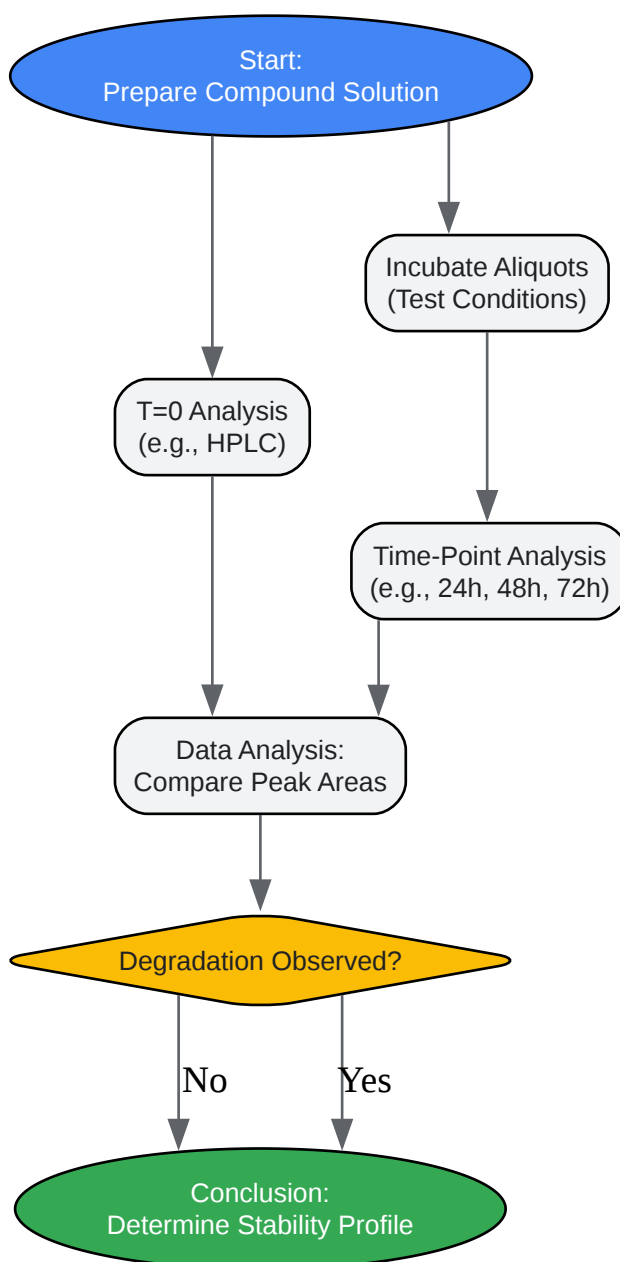 Start:
Prepare Compound Solution
Incubate Aliquots
(Test Conditions)
T=0 Analysis
(e.g., HPLC)
Time-Point Analysis
(e.g., 24h, 48h, 72h)
Data Analysis:
Compare Peak Areas
Degradation Observed?
No
Yes
Conclusion:
Determine Stability Profile